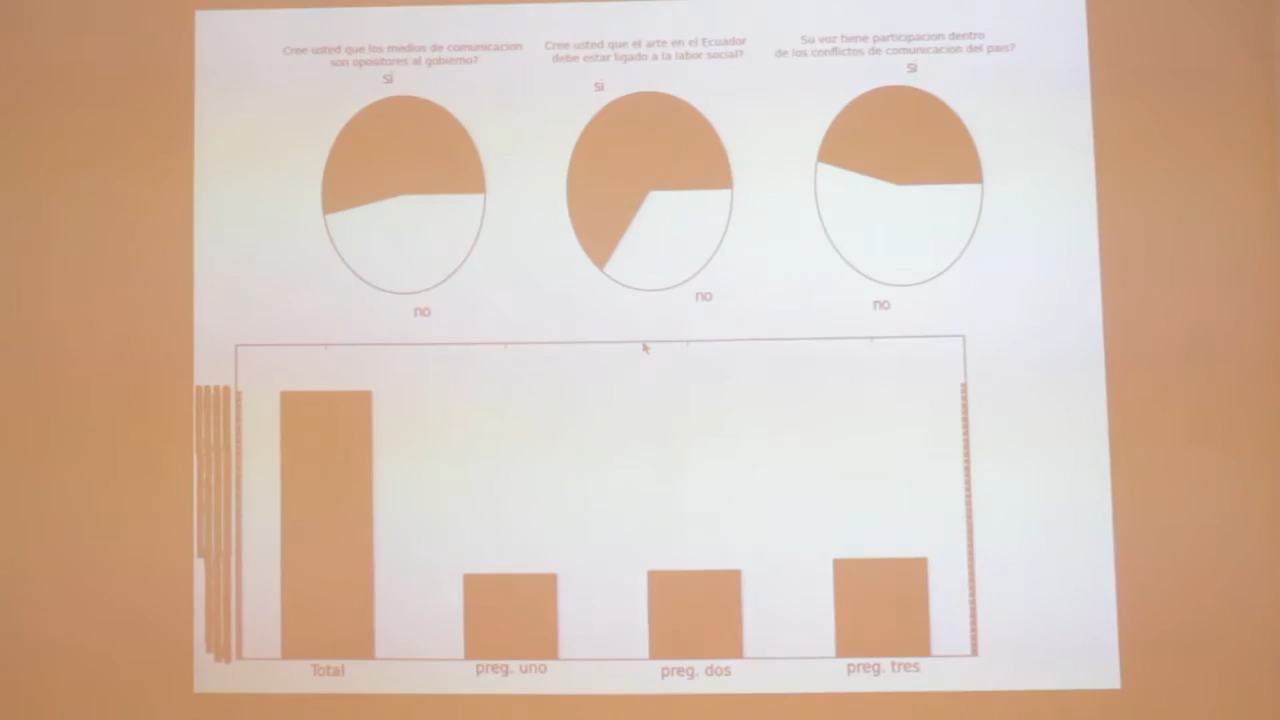 Cree usted que los medios de comunicacion
son opositores al gobierno?
si
no
Cree usted que el arte en el Ecuador
debe estar ligado a la labor social?
si
no
Su voz tiene participacion dentro
de los conflictos de comunicacion del pais?
si
no
Total
preg. uno
preg. dos
preg. tres